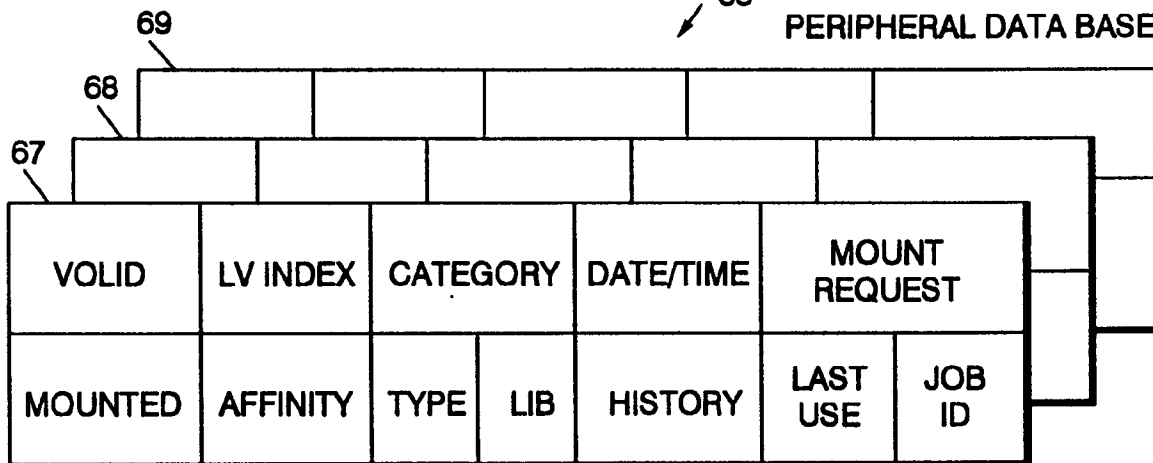 PERIPHERAL DATA BASE
69
68
67
VOLID LV INDEX CATEGORY DATE/TIME MOUNT REQUEST
MOUNTED AFFINITY TYPE LIB HISTORY LAST USE JOB ID